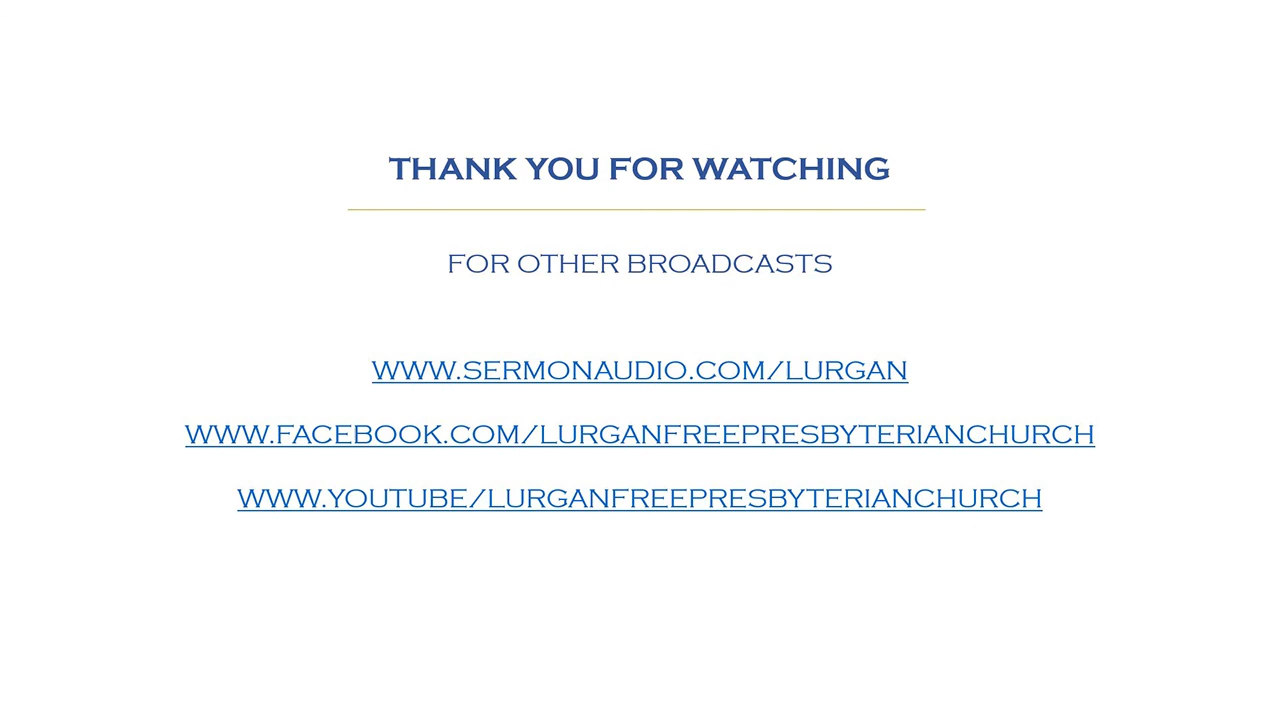 THANK YOU FOR WATCHING
FOR OTHER BROADCASTS
WWW.SERMONAUDIO.COM/LURGAN
WWW.FACEBOOK.COM/LURGANFREEPRESBYTERIANCHURCH
WWW.YOUTUBE/LURGANFREEPRESBYTERIANCHURCH